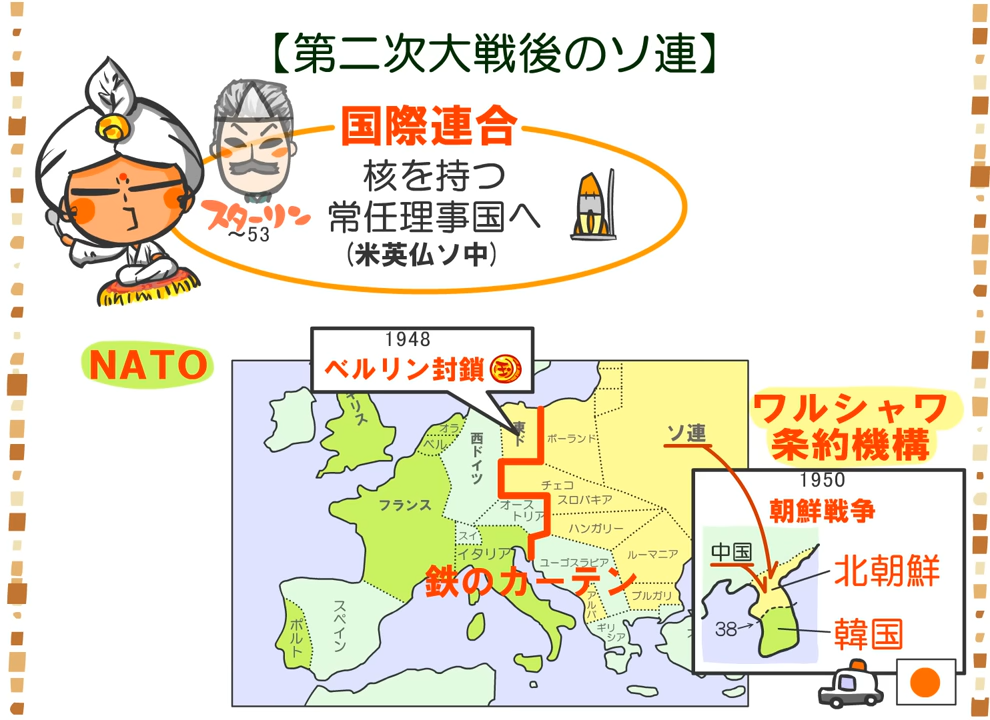 【第二次大戦後のソ連】
国際連合
核を持つ
常任理事国へ
(米英仏ソ中)
スターリン
～53
NATO
1948
ベルリン封鎖
ワルシャワ
条約機構
イギリス
オラ
ベル
西ドイツ
東ド
ポーランド
ソ連
フランス
チェコ
スロバキア
オース
トリア
スイ
イタリア
ハンガリー
ユーゴスラビア
ルーマニア
鉄のカーテン
アルバ
ブルガリ
ギリ
シア
スペイン
ポルト
1950
朝鮮戦争
中国
北朝鮮
38→
韓国